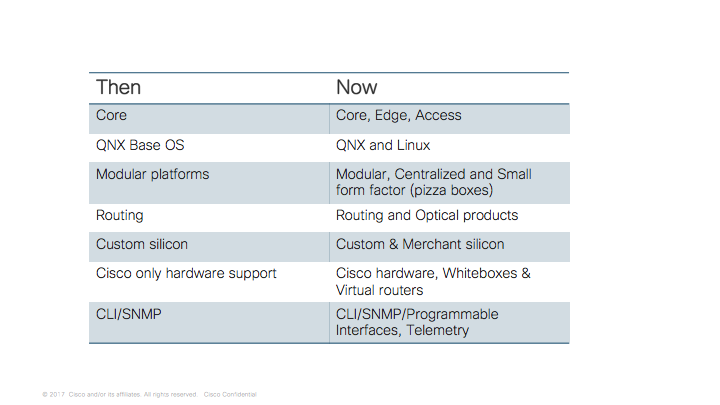 Then Now
Core Core, Edge, Access
QNX Base OS QNX and Linux
Modular platforms Modular, Centralized and Small
form factor (pizza boxes)
Routing Routing and Optical products
Custom silicon Custom & Merchant silicon
Cisco only hardware support Cisco hardware, Whiteboxes &
Virtual routers
CLI/SNMP CLI/SNMP/Programmable
Interfaces, Telemetry
© 2017 Cisco and/or its affiliates. All rights reserved Cisco Confidential